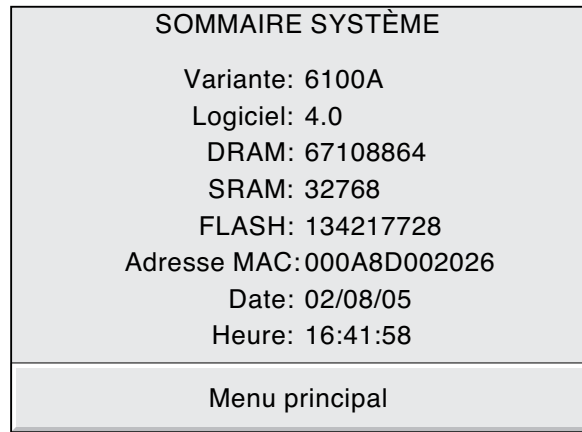 SOMMAIRE SYSTÈME
Variante: 6100A
Logiciel: 4.0
DRAM: 67108864
SRAM: 32768
FLASH: 134217728
Adresse MAC: 000A8D002026
Date: 02/08/05
Heure: 16:41:58
Menu principal